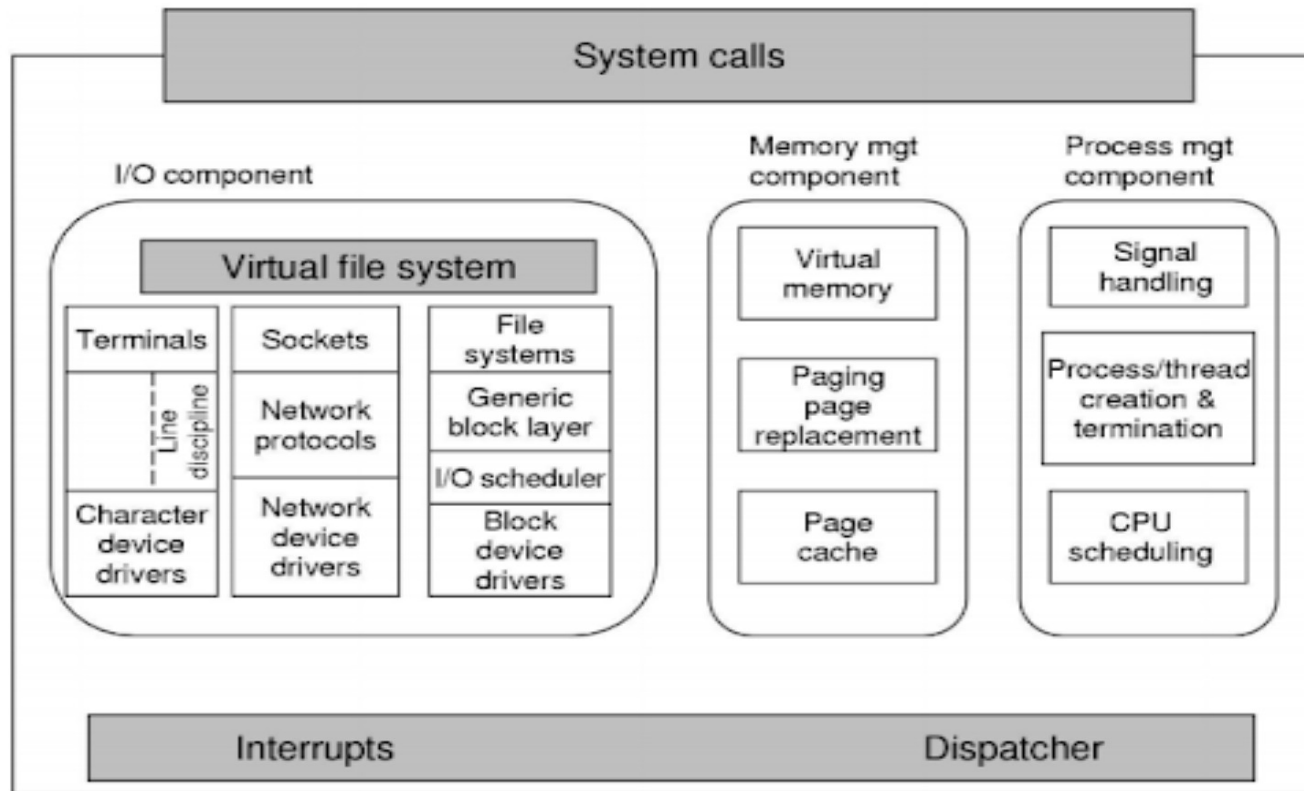 System calls
I/O component
Memory mgt
component
Process mgt
component
Virtual file system
Terminals
Line
discipline
Character
device
drivers
Sockets
Network
protocols
Network
device
drivers
File
systems
Generic
block layer
I/O scheduler
Block
device
drivers
Virtual
memory
Paging
page
replacement
Page
cache
Signal
handling
Process/thread
creation &
termination
CPU
scheduling
Interrupts
Dispatcher